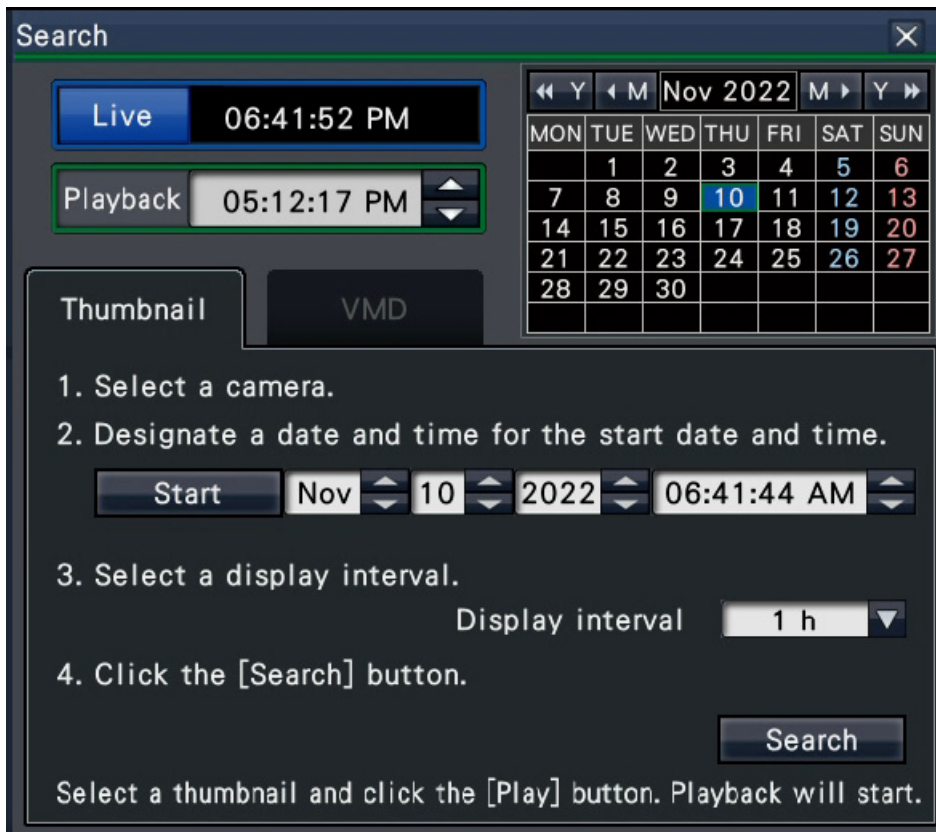 Search
Live 06:41:52 PM
Playback 05:12:17 PM
Y M Nov 2022 M Y
MON TUE WED THU FRI SAT SUN
1 2 3 4 5 6
7 8 9 10 11 12 13
14 15 16 17 18 19 20
21 22 23 24 25 26 27
28 29 30
Thumbnail VMD
1. Select a camera.
2. Designate a date and time for the start date and time.
Start Nov 10 2022 06:41:44 AM
3. Select a display interval.
Display interval 1 h
4. Click the [Search] button.
Search
Select a thumbnail and click the [Play] button. Playback will start.